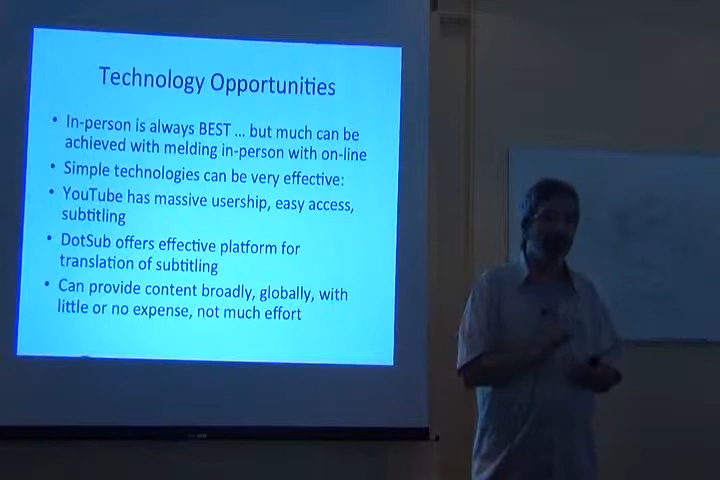 Technology Opportunities
• In-person is always BEST ... but much can be
achieved with melding in-person with on-line
• Simple technologies can be very effective:
• YouTube has massive usership, easy access,
subtitling
• DotSub offers effective platform for
translation of subtitling
• Can provide content broadly, globally, with
little or no expense, not much effort